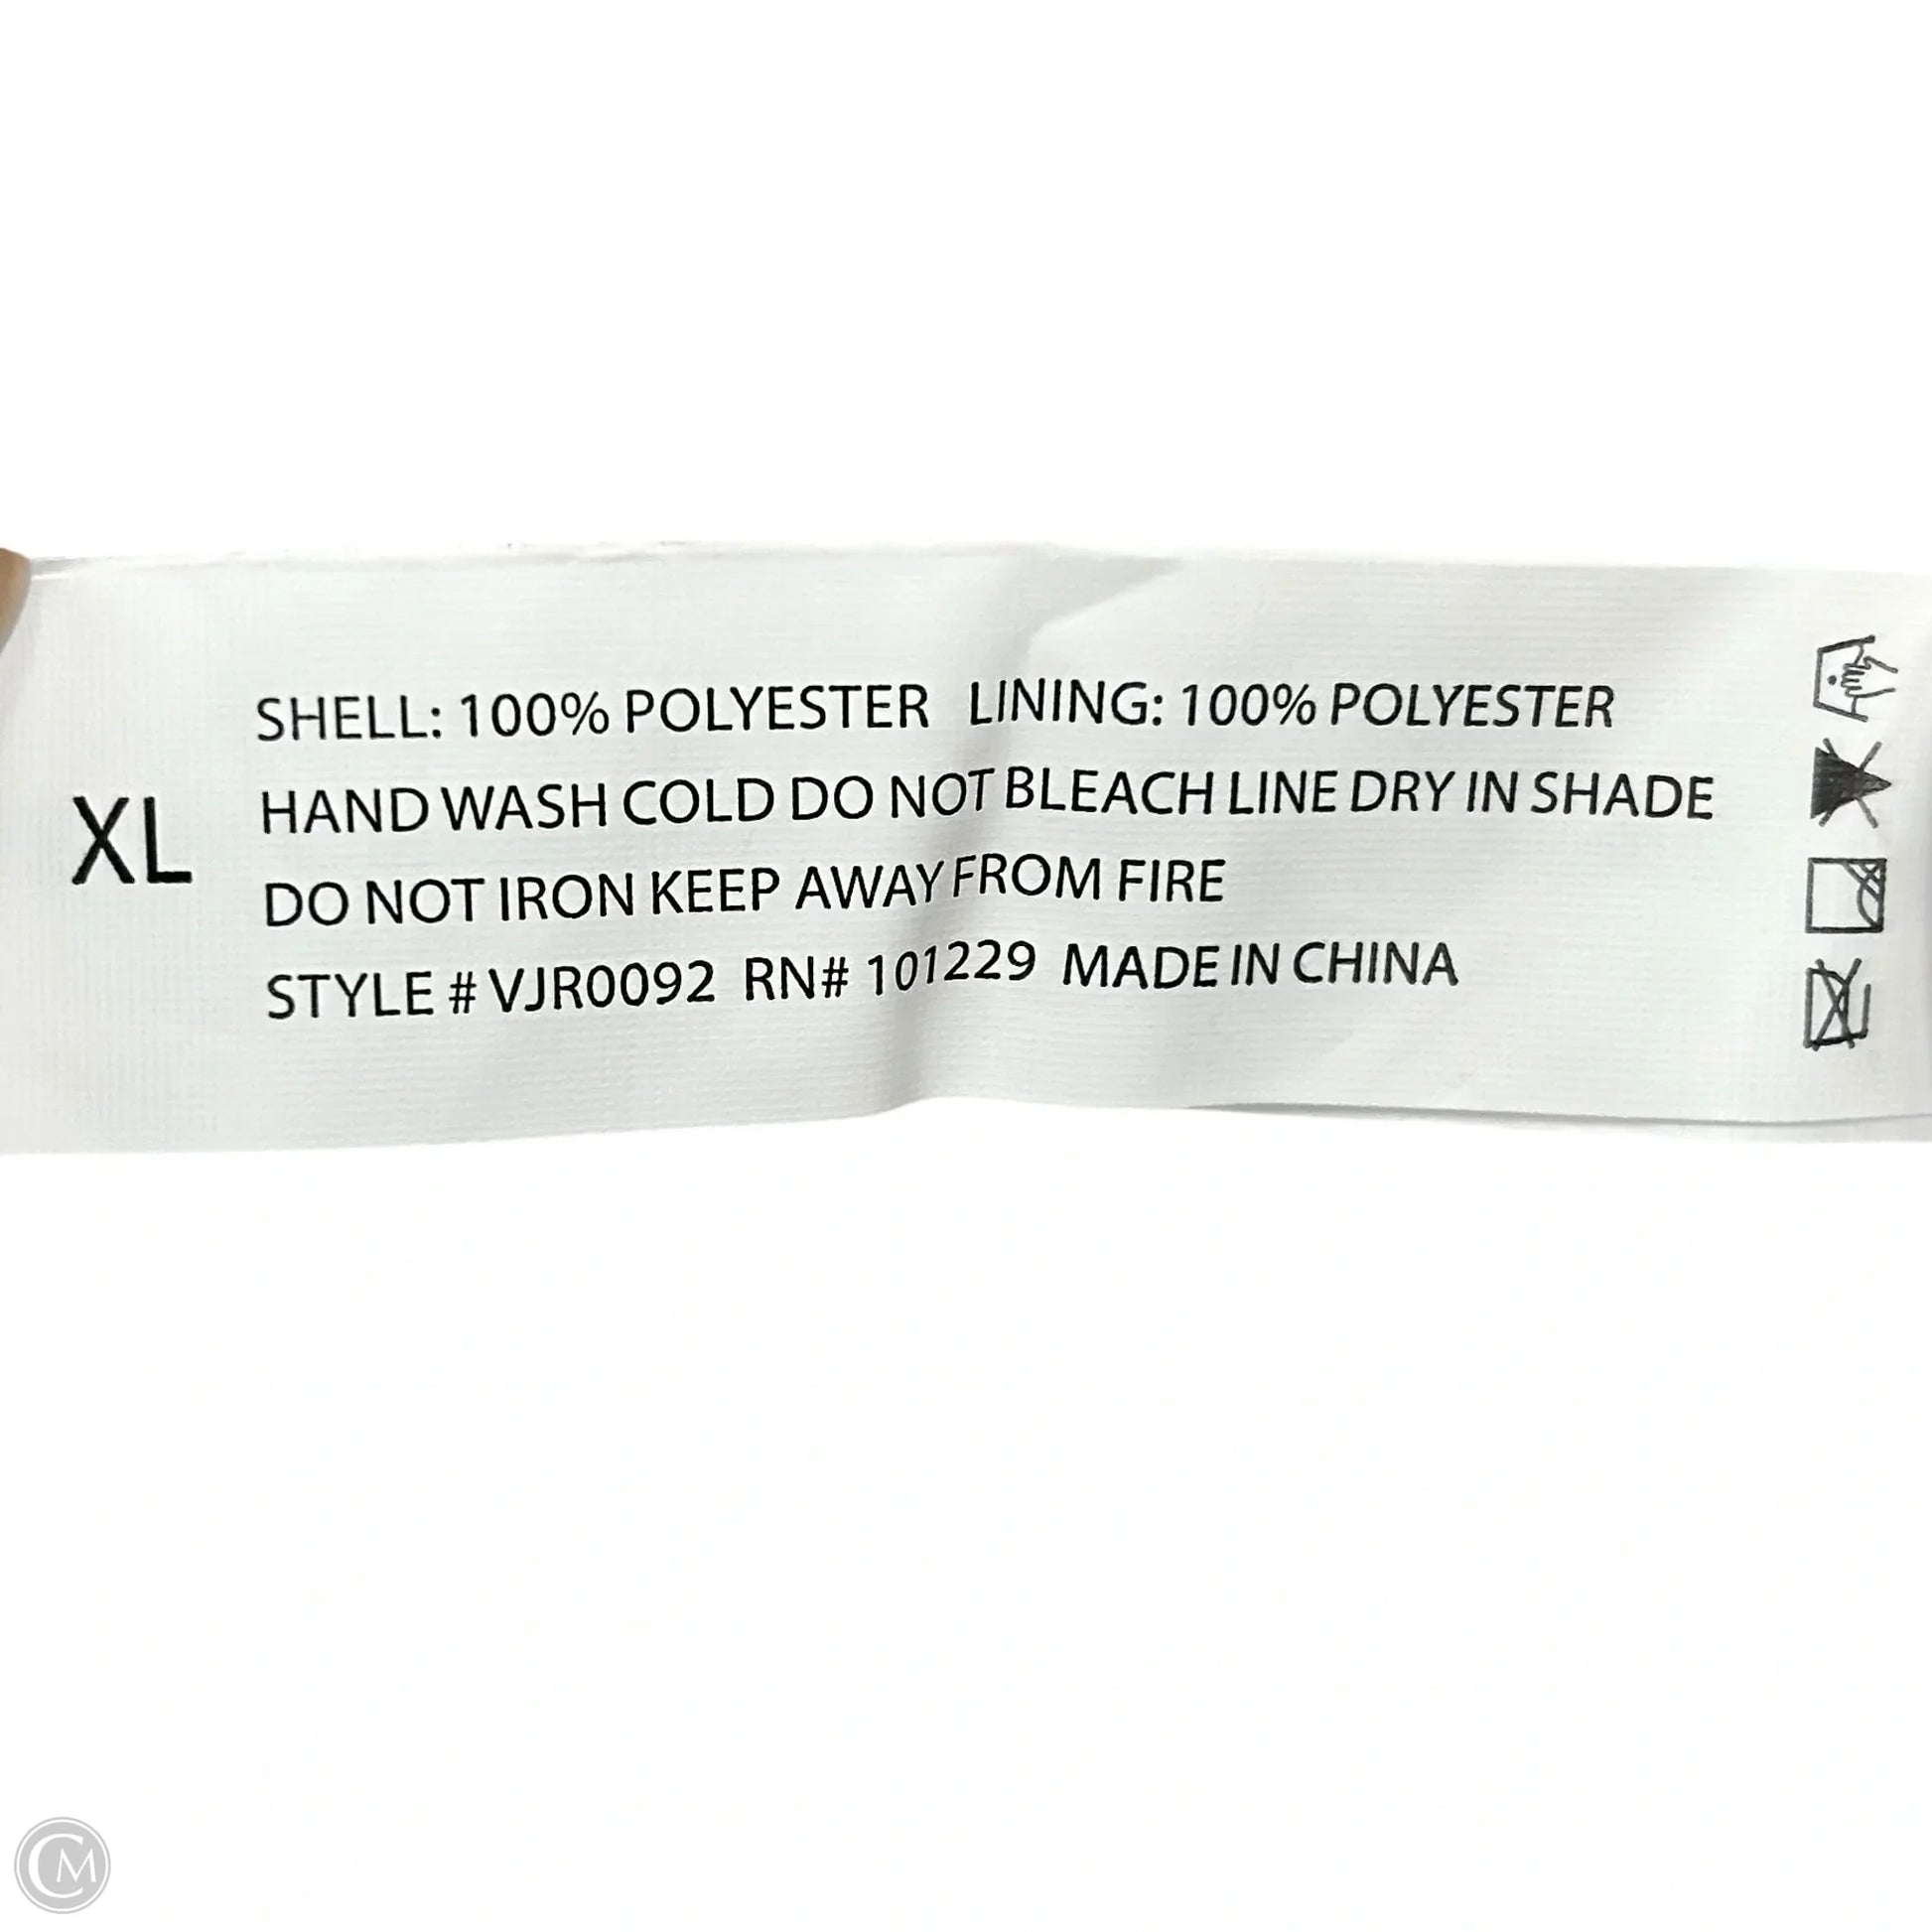 XL
SHELL: 100% POLYESTER LINING: 100% POLYESTER
HAND WASH COLD DO NOT BLEACH LINE DRY IN SHADE
DO NOT IRON KEEP AWAY FROM FIRE
STYLE # VJR0092 RN# 101229 MADE IN CHINA
CM